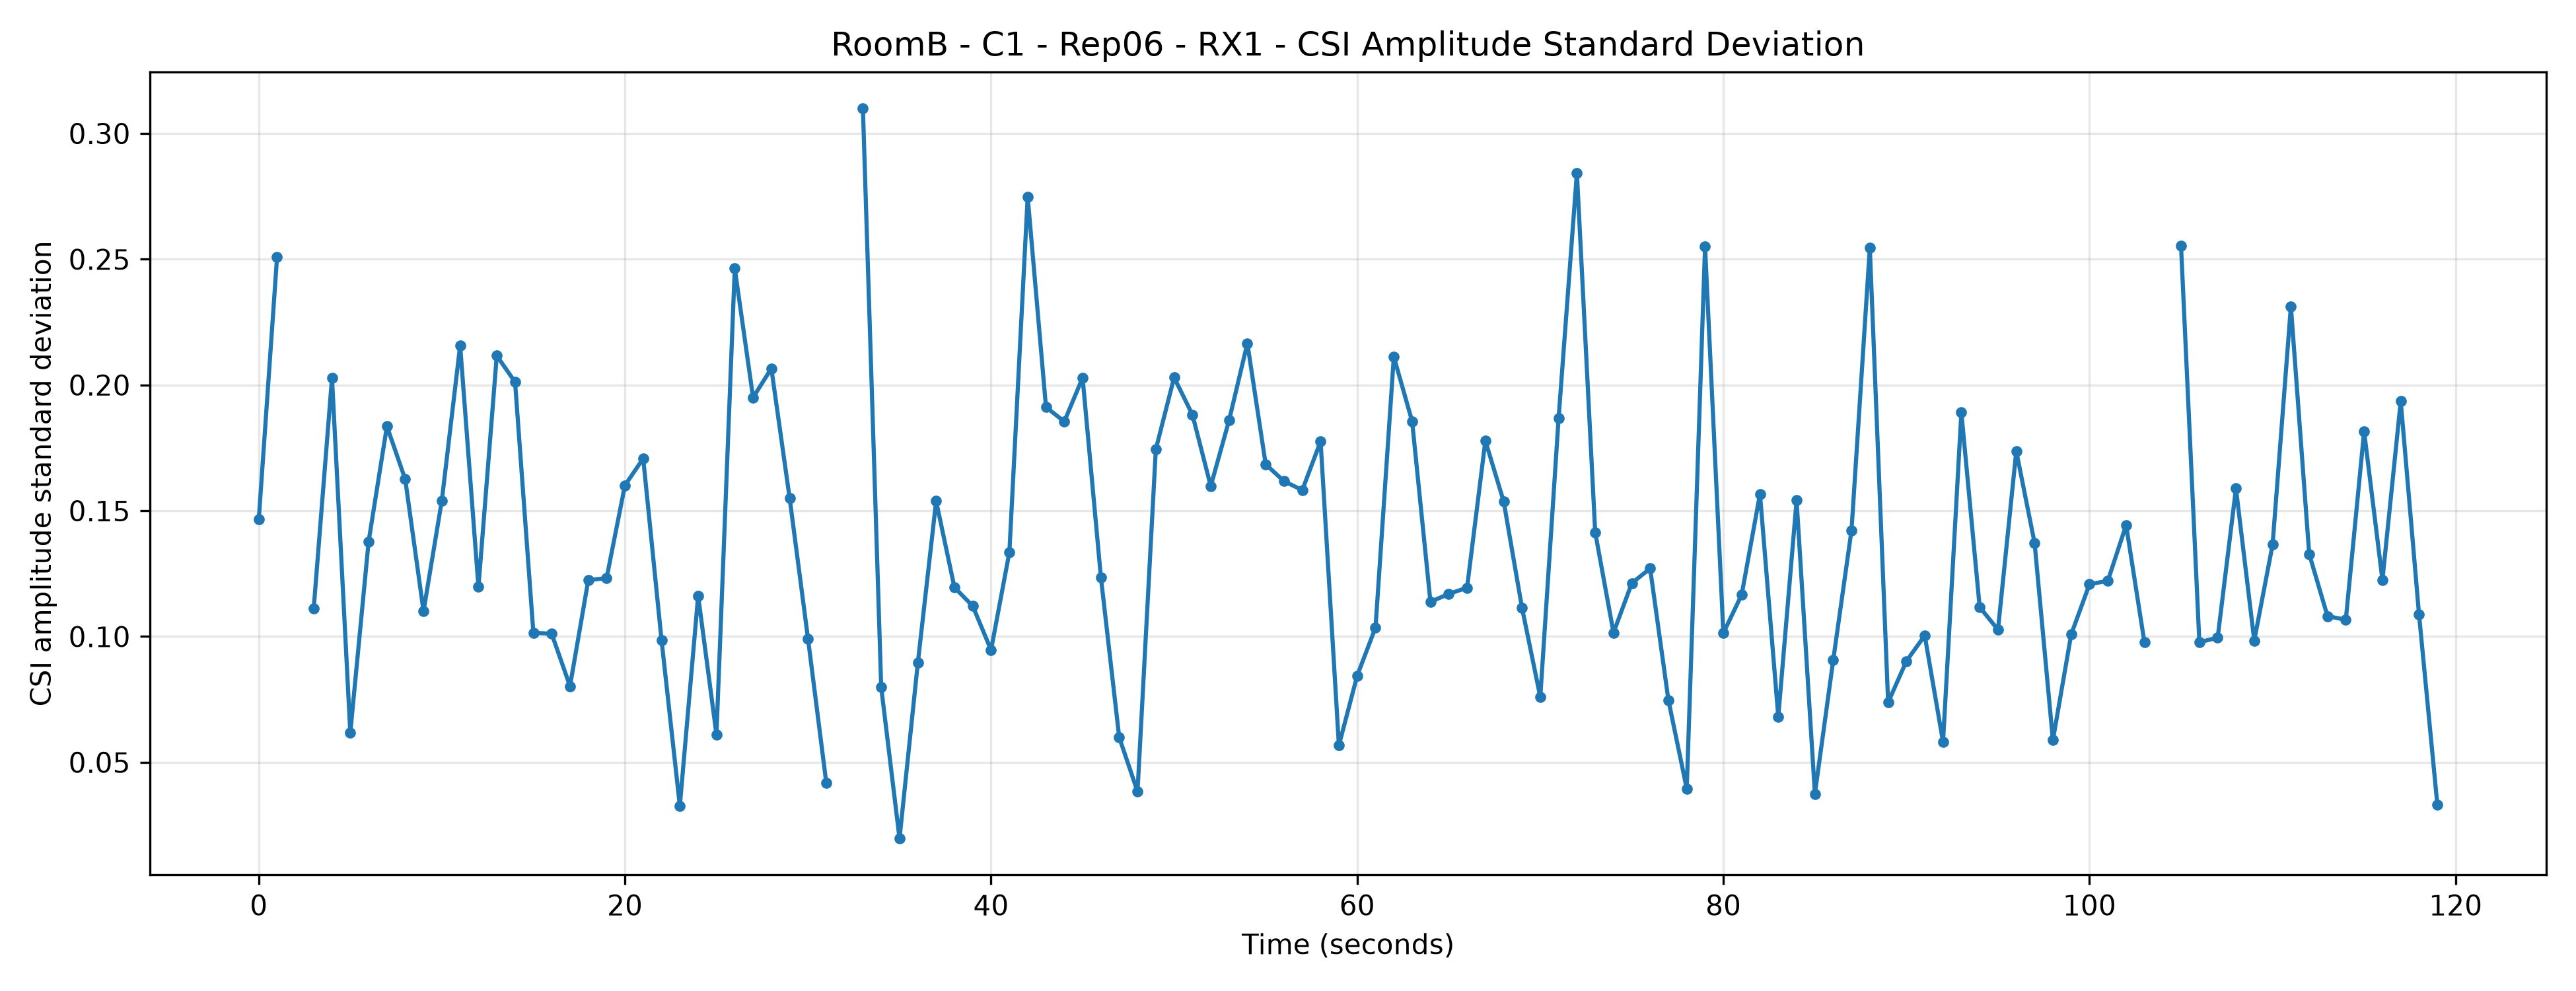 RoomB - C1 - Rep06 - RX1 - CSI Amplitude Standard Deviation
CSI amplitude standard deviation
0.30
0.25
0.20
0.15
0.10
0.05
0 20 40 60 80 100 120
Time (seconds)